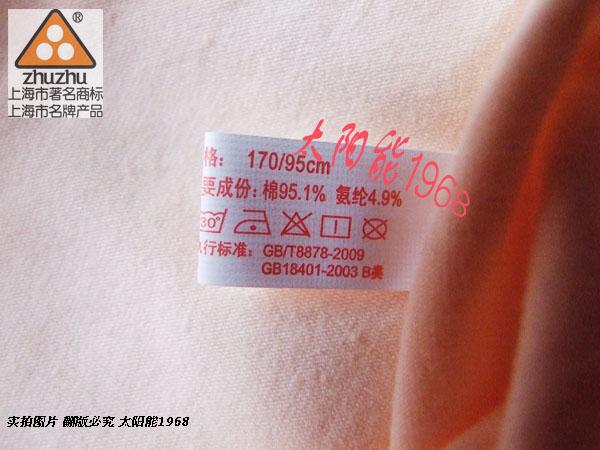 ®
zhuzhu
上海市著名商标
上海市名牌产品
太阳能1968
格: 170/95cm
要成份: 棉95.1% 氨纶4.9%
30°
执行标准: GB/T8878-2009
GB18401-2003 B类
实拍图片 翻版必究 太阳能1968